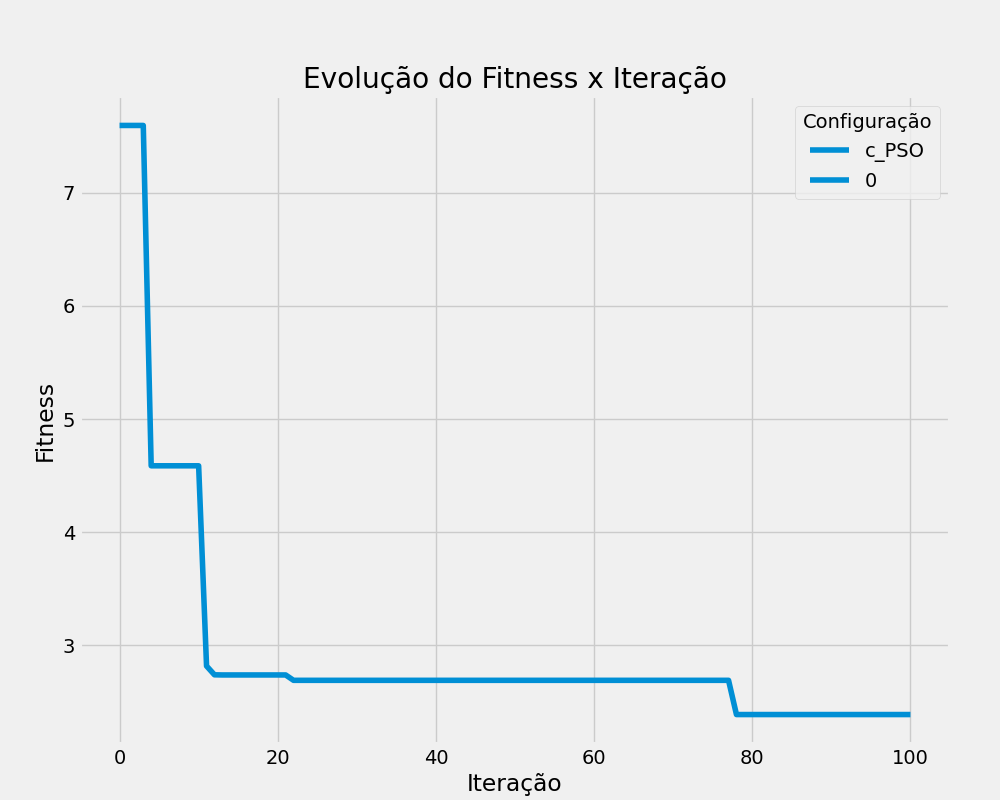 Evolução do Fitness x Iteração
Configuração
c_PSO
0
7
6
5
4
3
Fitness
0 20 40 60 80 100
Iteração